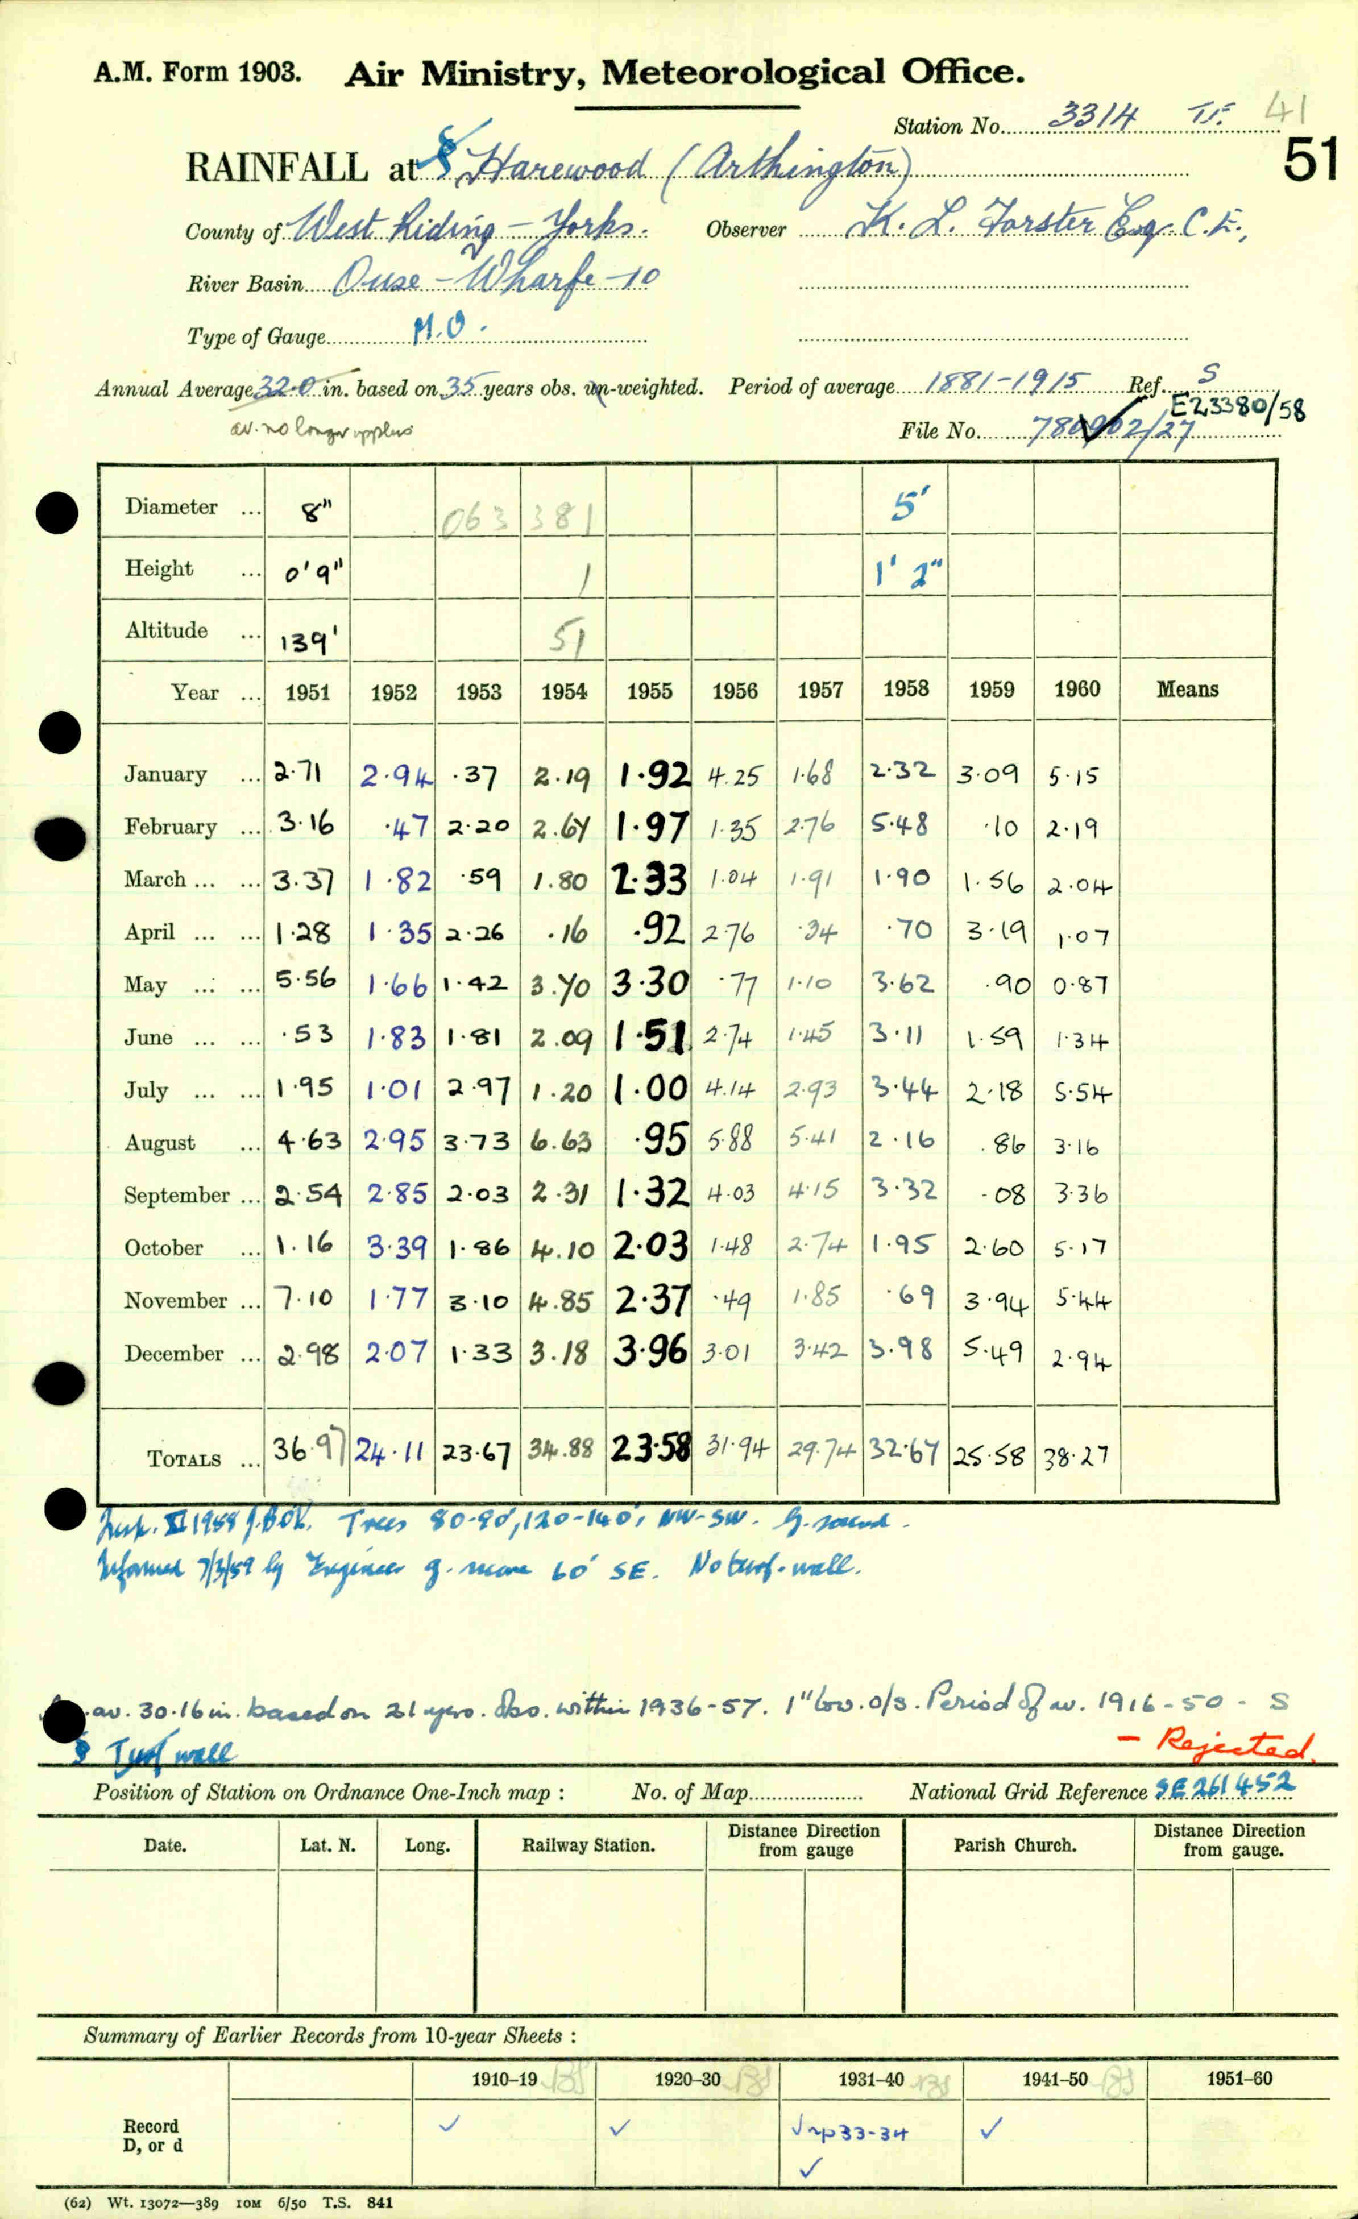 A.M. Form 1903. Air Ministry, Meteorological Office.
Station No. 3314 41
51
RAINFALL at § Harewood (Arthington)
County of West Riding – Yorks. Observer K. L. Forster Esq. C.E.,
River Basin Ouse – Wharfe – 10
Type of Gauge M.O.
Annual Average 32.0 in. based on 35 years obs. un-weighted. Period of average 1881–1915 Ref. S
av. no longer applies
E23380/58
File No. 780902/27
Diameter ... 8" 063 381 5'
Height ... 0'9" 1 1' 2"
Altitude ... 139' 51
Year ... 1951 1952 1953 1954 1955 1956 1957 1958 1959 1960 Means
January ... 2.71 2.94 .37 2.19 1.92 4.25 1.68 2.32 3.09 5.15
February ... 3.16 .47 2.20 2.67 1.97 1.35 2.76 5.48 .10 2.19
March ... ... 3.37 1.82 .59 1.80 2.33 1.04 1.91 1.90 1.56 2.04
April ... ... 1.28 1.35 2.26 .16 .92 2.76 .34 .70 3.19 1.07
May ... ... 5.56 1.66 1.42 3.70 3.30 .77 1.10 3.62 .90 0.87
June ... ... .53 1.83 1.81 2.09 1.51 2.74 1.45 3.11 1.59 1.34
July ... ... 1.95 1.01 2.97 1.20 1.00 4.14 2.93 3.44 2.18 5.54
August ... 4.63 2.95 3.73 6.63 .95 5.88 5.41 2.16 .86 3.16
September ... 2.54 2.85 2.03 2.31 1.32 4.03 4.15 3.32 .08 3.36
October ... 1.16 3.39 1.86 4.10 2.03 1.48 2.74 1.95 2.60 5.17
November ... 7.10 1.77 3.10 4.85 2.37 .49 1.85 .69 3.94 5.44
December ... 2.98 2.07 1.33 3.18 3.96 3.01 3.42 3.98 5.49 2.94
TOTALS ... 36.97 24.11 23.67 34.88 23.58 31.94 29.74 32.67 25.58 38.27
Insp. XI 1958 Trees 80-90', 120-140', NW-SW. G. sound.
Informed 7/3/59 by Engineer g. move 60' SE. No turf-wall.
av. 30.16 in. based on 21 yrs. obs. within 1936-57. 1" low. o/s. Period of av. 1916-50 - S
– Rejected.
§ Turf wall
Position of Station on Ordnance One-Inch map : No. of Map National Grid Reference SE 261452
Date. Lat. N. Long. Railway Station. Distance from Direction gauge Parish Church. Distance from Direction gauge.
Summary of Earlier Records from 10-year Sheets :
1910–19 1920–30 1931–40 1941–50 1951–60
Record D, or d ✓ ✓ ✓ 33-34 ✓ ✓
(62) Wt. 13072—389 10M 6/50 T.S. 841